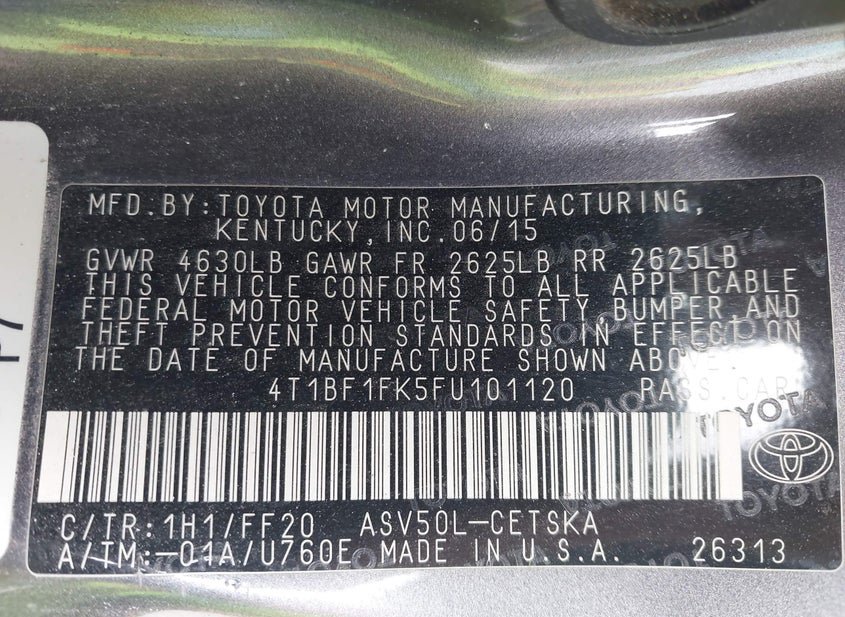 MFD.BY:TOYOTA MOTOR MANUFACTURING,
KENTUCKY,INC.06/15
GVWR 4630LB GAWR FR 2625LB RR 2625LB
THIS VEHICLE CONFORMS TO ALL APPLICABLE
FEDERAL MOTOR VEHICLE SAFETY BUMPER,AND
THEFT PREVENTION STANDARDS IN EFFECT ON
THE DATE OF MANUFACTURE SHOWN ABOVE.
4T1BF1FK5FU101120 PASS.CAR
TOYOTA
C/TR:1H1/FF20 ASV50L-CETSKA
A/TM:-01A/U760E MADE IN U.S.A. 26313